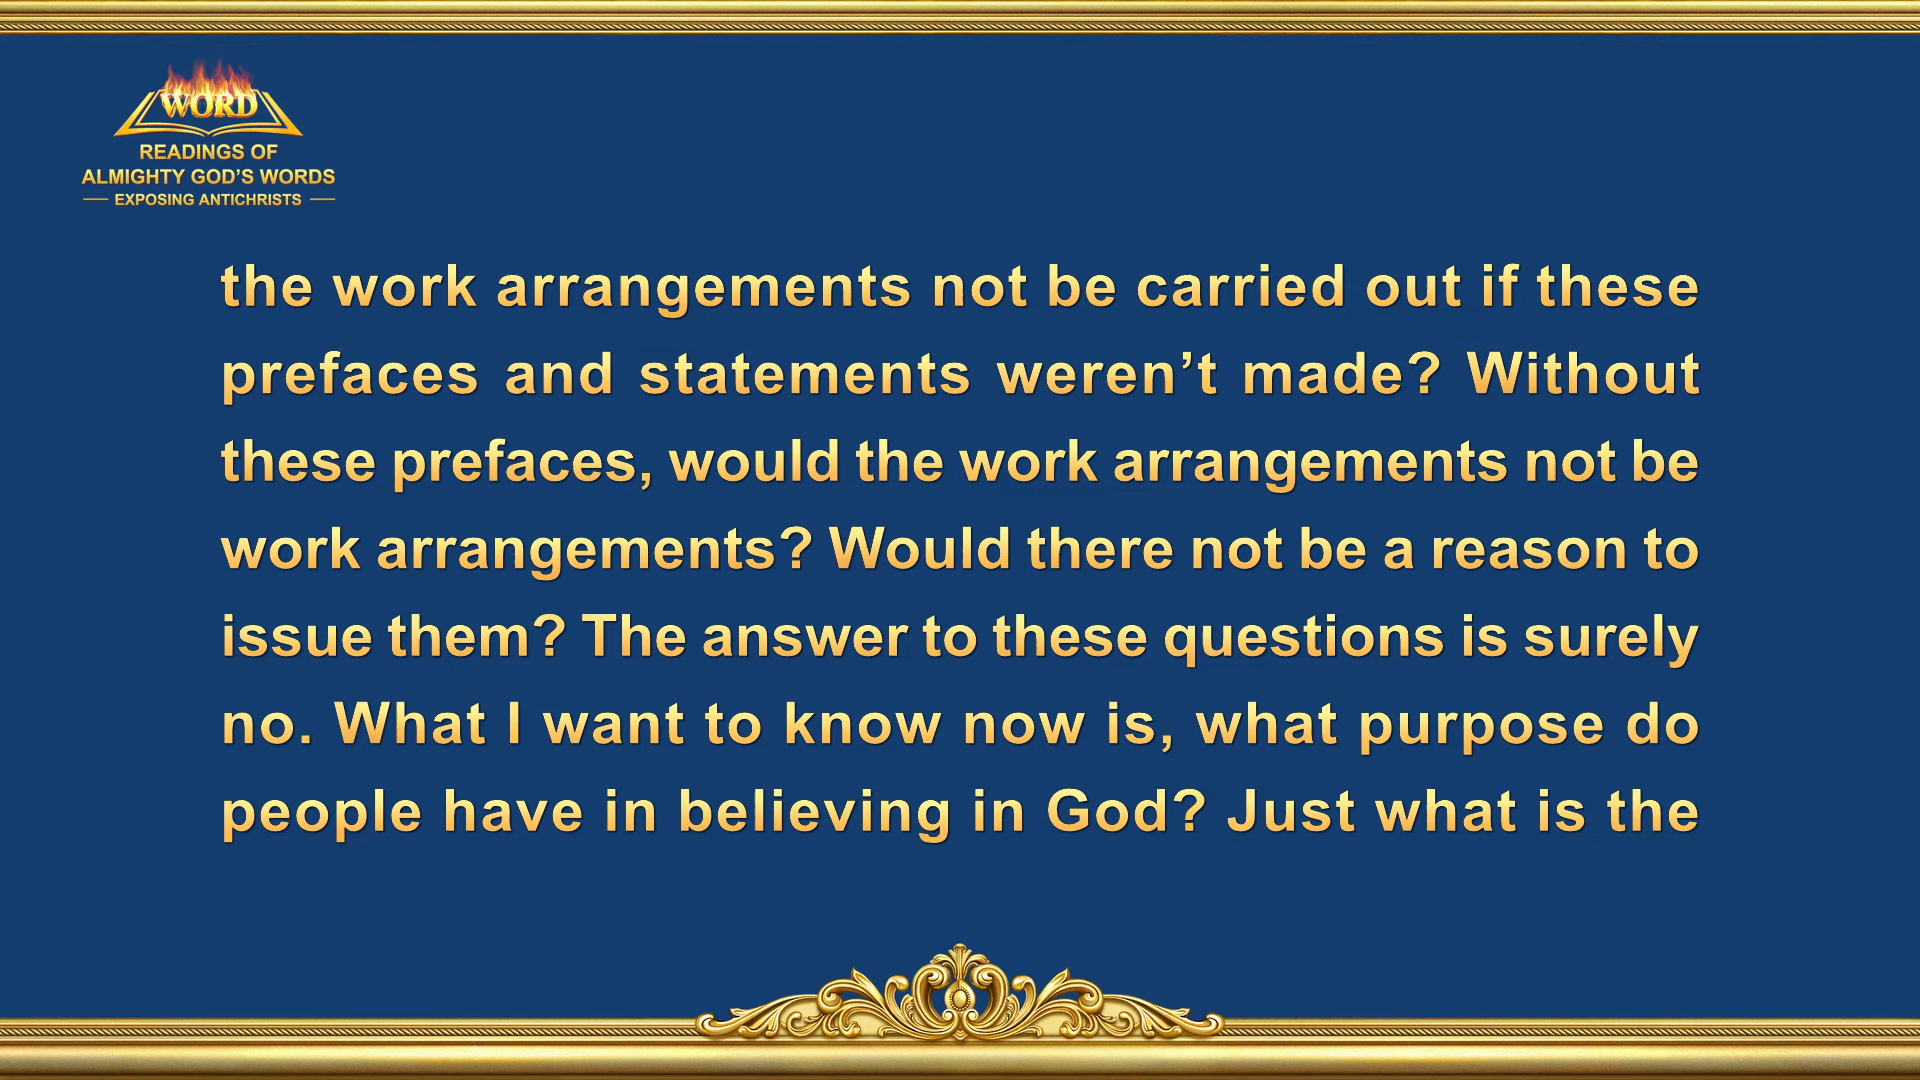 WORD
READINGS OF
ALMIGHTY GOD’S WORDS
EXPOSING ANTICHRISTS
the work arrangements not be carried out if these
prefaces and statements weren’t made? Without
these prefaces, would the work arrangements not be
work arrangements? Would there not be a reason to
issue them? The answer to these questions is surely
no. What I want to know now is, what purpose do
people have in believing in God? Just what is the